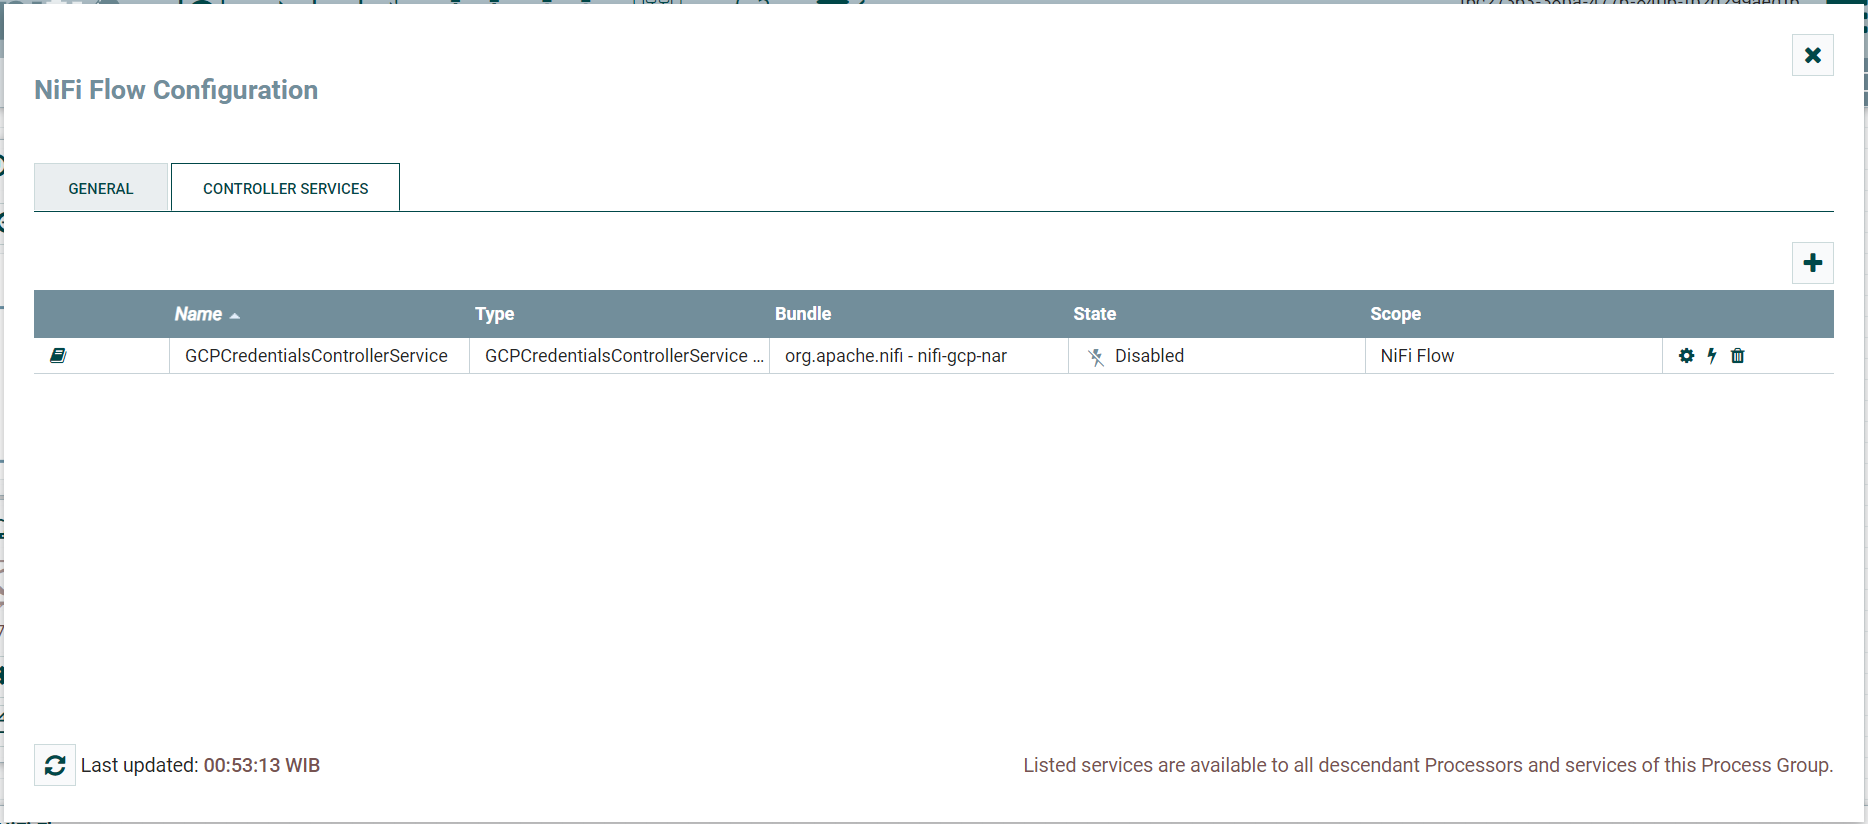 NiFi Flow Configuration
GENERAL
CONTROLLER SERVICES
Name Type Bundle State Scope
GCPCredentialsControllerService GCPCredentialsControllerService ... org.apache.nifi - nifi-gcp-nar Disabled NiFi Flow
Last updated: 00:53:13 WIB
Listed services are available to all descendant Processors and services of this Process Group.